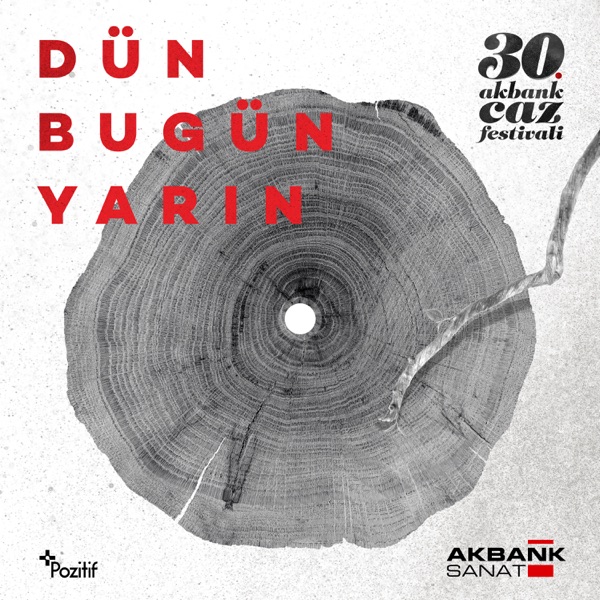 DÜN
BUGÜN
YARIN
30.
akbank
caz
festivali
Pozitif
AKBANK
SANAT